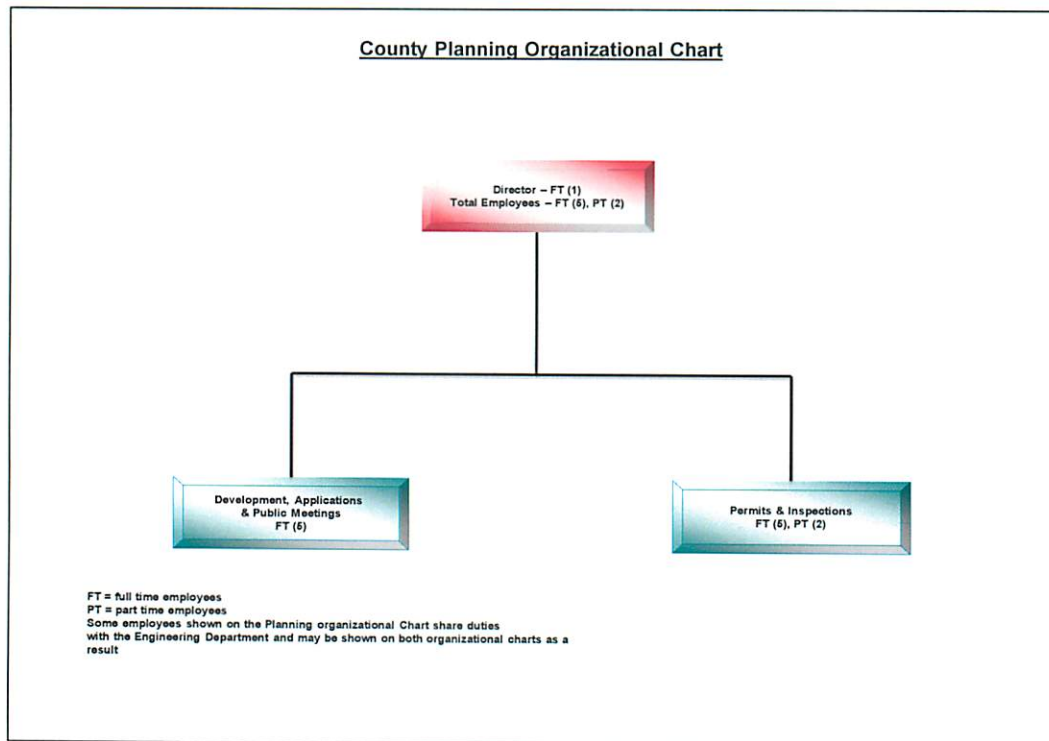 County Planning Organizational Chart
Director – FT (1)
Total Employees – FT (5), PT (2)
Development, Applications
& Public Meetings
FT (5)
Permits & Inspections
FT (5), PT (2)
FT = full time employees
PT = part time employees
Some employees shown on the Planning organizational Chart share duties
with the Engineering Department and may be shown on both organizational charts as a
result